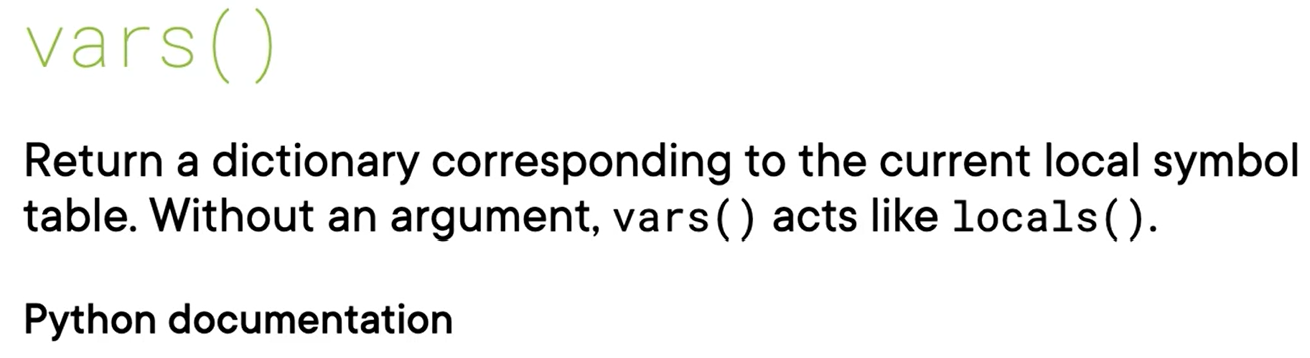 vars()
Return a dictionary corresponding to the current local symbol
table. Without an argument, vars() acts like locals().
Python documentation